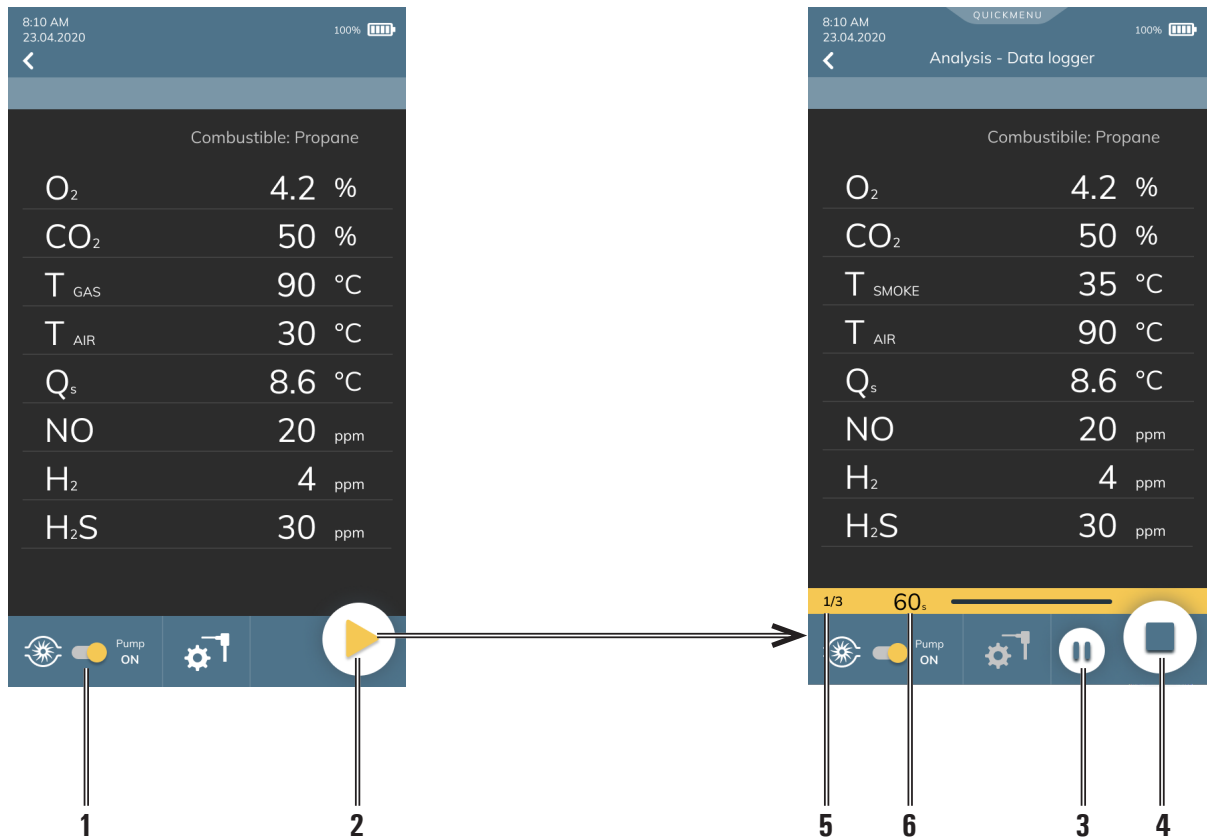 8:10 AM
23.04.2020
100%
Combustible: Propane
O₂ 4.2 %
CO₂ 50 %
T GAS 90 °C
T AIR 30 °C
Qs 8.6 °C
NO 20 ppm
H₂ 4 ppm
H₂S 30 ppm
Pump
ON
1
2
QUICKMENU
8:10 AM
23.04.2020
100%
Analysis - Data logger
Combustibile: Propane
O₂ 4.2 %
CO₂ 50 %
T SMOKE 35 °C
T AIR 90 °C
Qs 8.6 °C
NO 20 ppm
H₂ 4 ppm
H₂S 30 ppm
1/3 60s
Pump
ON
5
6
3
4